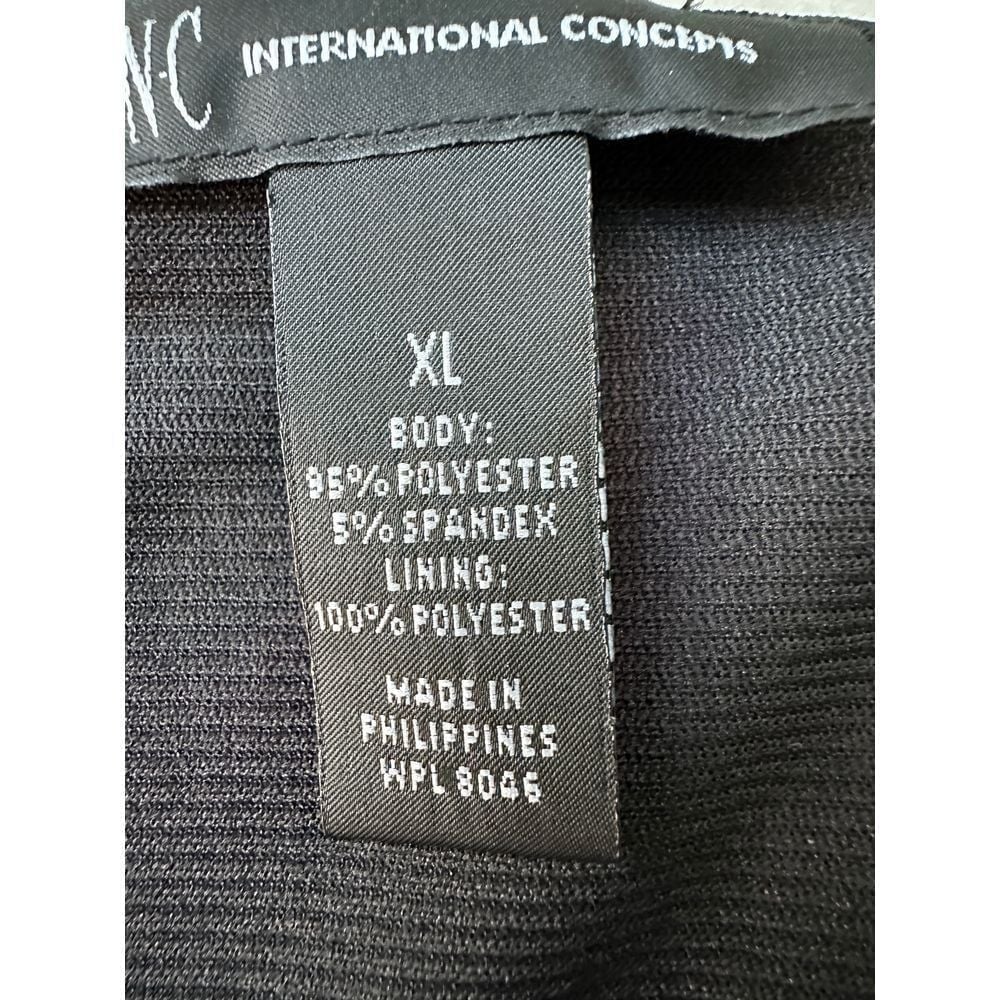 N·C INTERNATIONAL CONCEPTS
XL
BODY:
95% POLYESTER
5% SPANDEX
LINING:
100% POLYESTER
MADE IN
PHILIPPINES
WPL 8046